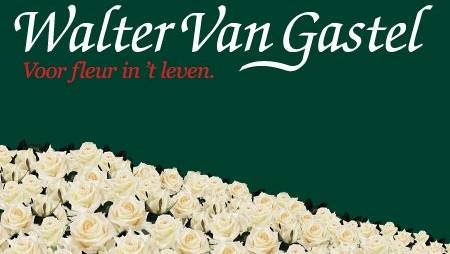 Walter Van Gastel
Voor fleur in 't leven.